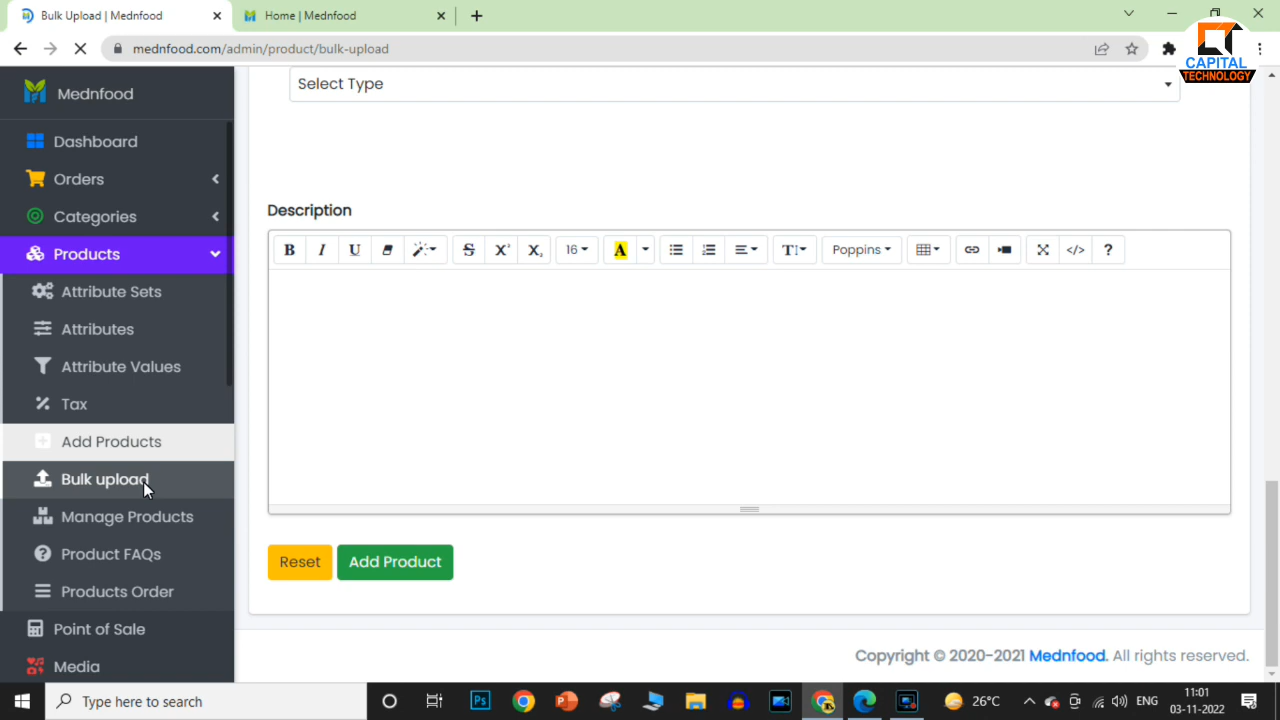 Bulk Upload | Mednfood
Home | Mednfood
mednfood.com/admin/product/bulk-upload
CAPITAL
TECHNOLOGY
Mednfood
Select Type
Dashboard
Orders
Categories
Products
Attribute Sets
Attributes
Attribute Values
Tax
Add Products
Bulk upload
Manage Products
Product FAQs
Products Order
Point of Sale
Media
Description
B I U S X² X₂ 16 A T Poppins </> ?
Reset Add Product
Copyright © 2020-2021 Mednfood. All rights reserved.
Type here to search
Ps
26°C
ENG
11:01
03-11-2022